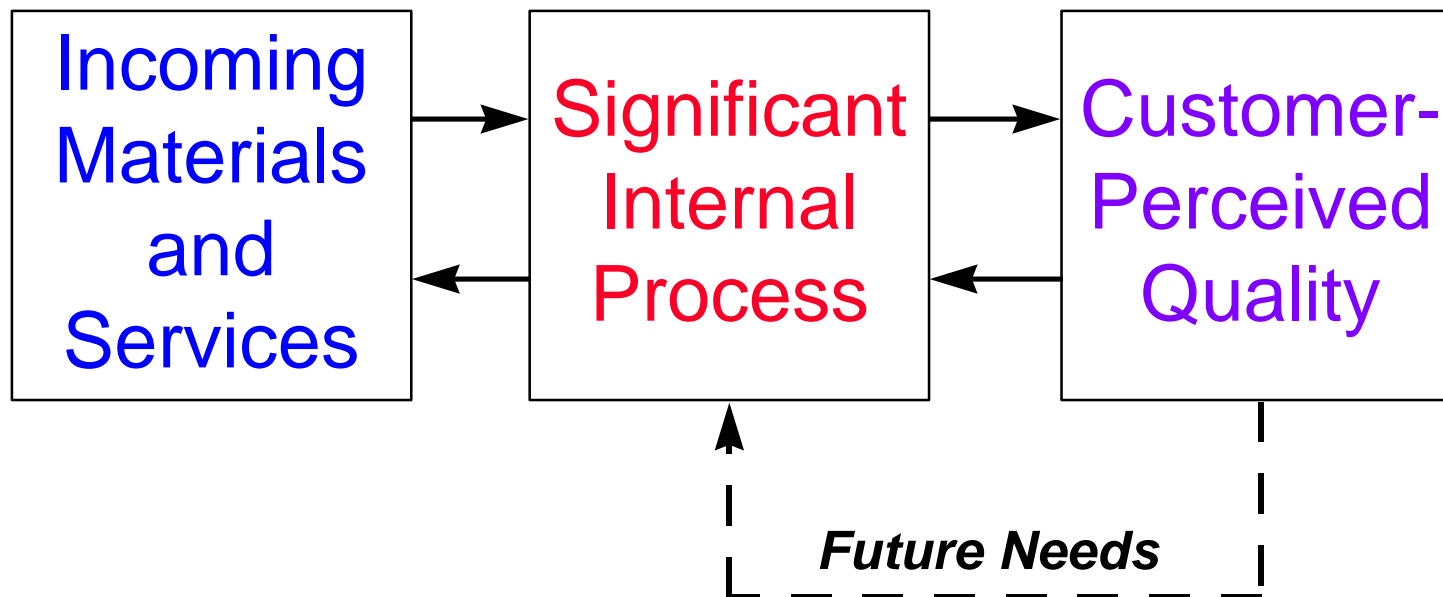 Incoming
Materials
and
Services
Significant
Internal
Process
Customer-
Perceived
Quality
Future Needs